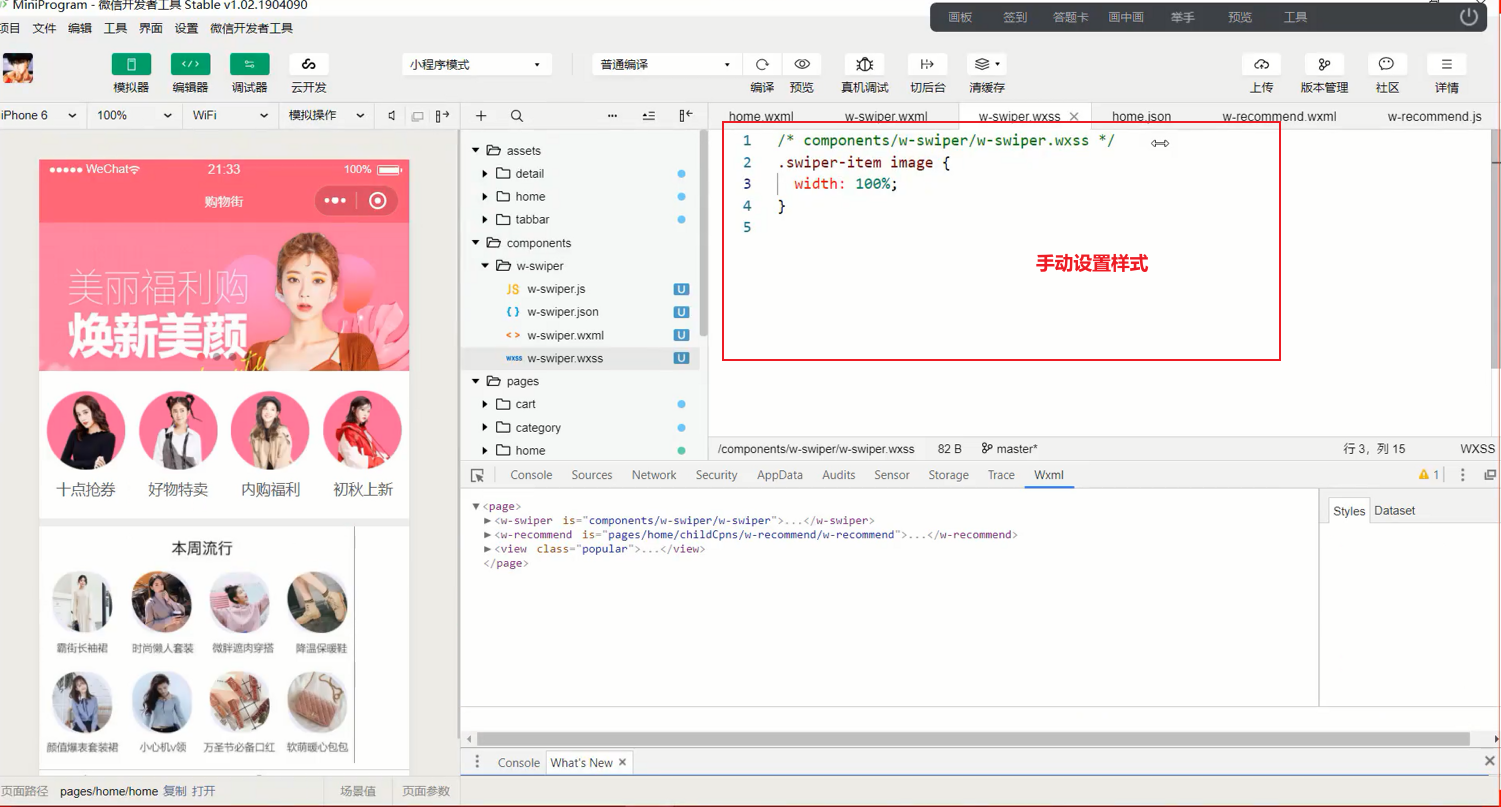 MiniProgram - 微信开发者工具 Stable v1.02.1904090
画板 签到 答题卡 画中画 举手 预览 工具
项目 文件 编辑 工具 界面 设置 微信开发者工具
小程序模式 普通编译
模拟器 编辑器 调试器 云开发 编译 预览 真机调试 切后台 清缓存 上传 版本管理 社区 详情
iPhone 6 100% WiFi 模拟操作
home.wxml w-swiper.wxml w-swiper.wxss home.json w-recommend.wxml w-recommend.js
WeChat 21:33 100%
购物街
美丽福利购
焕新美颜
十点抢券 好物特卖 内购福利 初秋上新
本周流行
霸街长袖裙 时尚懒人套装 微胖遮肉穿搭 降温保暖鞋
颜值爆表套装裙 小心机v领 万圣节必备口红 软萌暖心包包
页面路径 pages/home/home 复制 打开 场景值 页面参数
assets
detail
home
tabbar
components
w-swiper
JS w-swiper.js U
{ } w-swiper.json U
< > w-swiper.wxml U
wxss w-swiper.wxss U
pages
cart
category
home
1 /* components/w-swiper/w-swiper.wxss */
2 .swiper-item image {
3 width: 100%;
4 }
5
手动设置样式
/components/w-swiper/w-swiper.wxss 82 B master* 行 3，列 15 WXSS
Console Sources Network Security AppData Audits Sensor Storage Trace Wxml 1
<page>
<w-swiper is="components/w-swiper/w-swiper">...</w-swiper>
<w-recommend is="pages/home/childCpns/w-recommend/w-recommend">...</w-recommend>
<view class="popular">...</view>
</page>
Styles Dataset
Console What's New